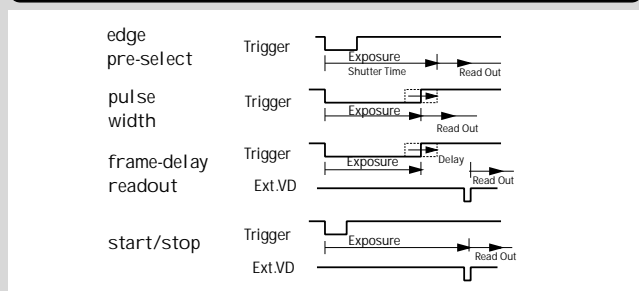 edge
pre-select
Trigger
Exposure
Shutter Time
Read Out
pulse
width
Trigger
Exposure
Read Out
frame-delay
readout
Trigger
Exposure
Delay
Read Out
Ext.VD
start/stop
Trigger
Exposure
Read Out
Ext.VD